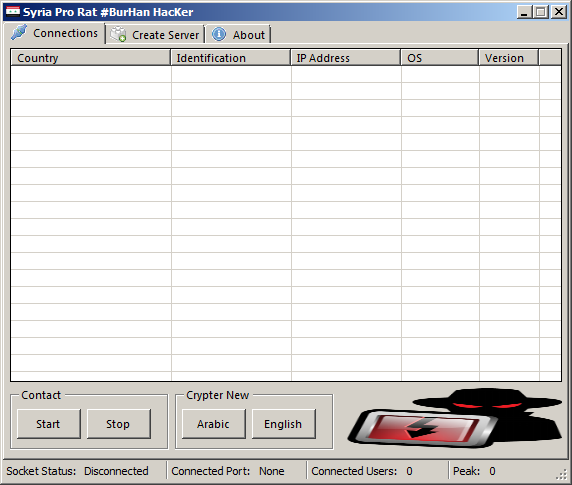 Syria Pro Rat #BurHan HacKer
Connections Create Server About
Country Identification IP Address OS Version
Contact Crypter New
Start Stop Arabic English
Socket Status: Disconnected Connected Port: None Connected Users: 0 Peak: 0